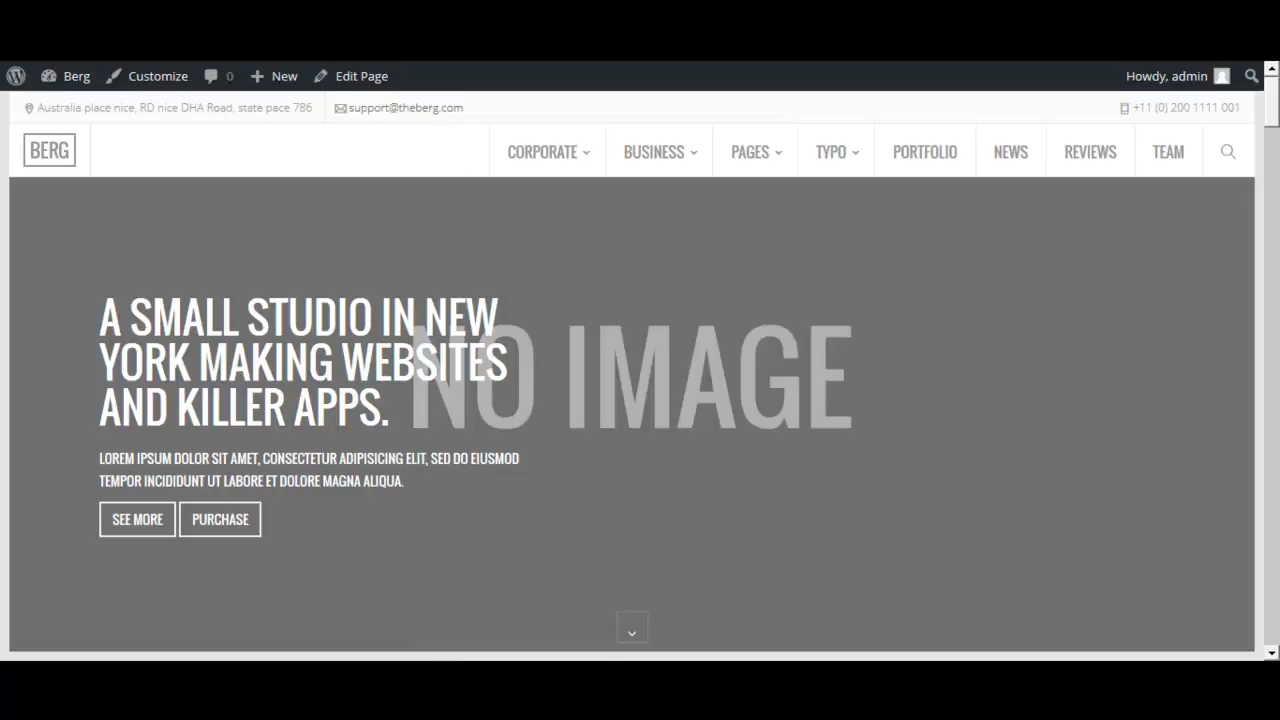 Berg Customize 0 New Edit Page Howdy, admin
Australia place nice, RD nice DHA Road, state pace 786 support@theberg.com +11 (0) 200 1111 001
BERG CORPORATE BUSINESS PAGES TYPO PORTFOLIO NEWS REVIEWS TEAM
A SMALL STUDIO IN NEW
YORK MAKING WEBSITES
AND KILLER APPS.
NO IMAGE
LOREM IPSUM DOLOR SIT AMET, CONSECTETUR ADIPISICING ELIT, SED DO EIUSMOD
TEMPOR INCIDIDUNT UT LABORE ET DOLORE MAGNA ALIQUA.
SEE MORE PURCHASE